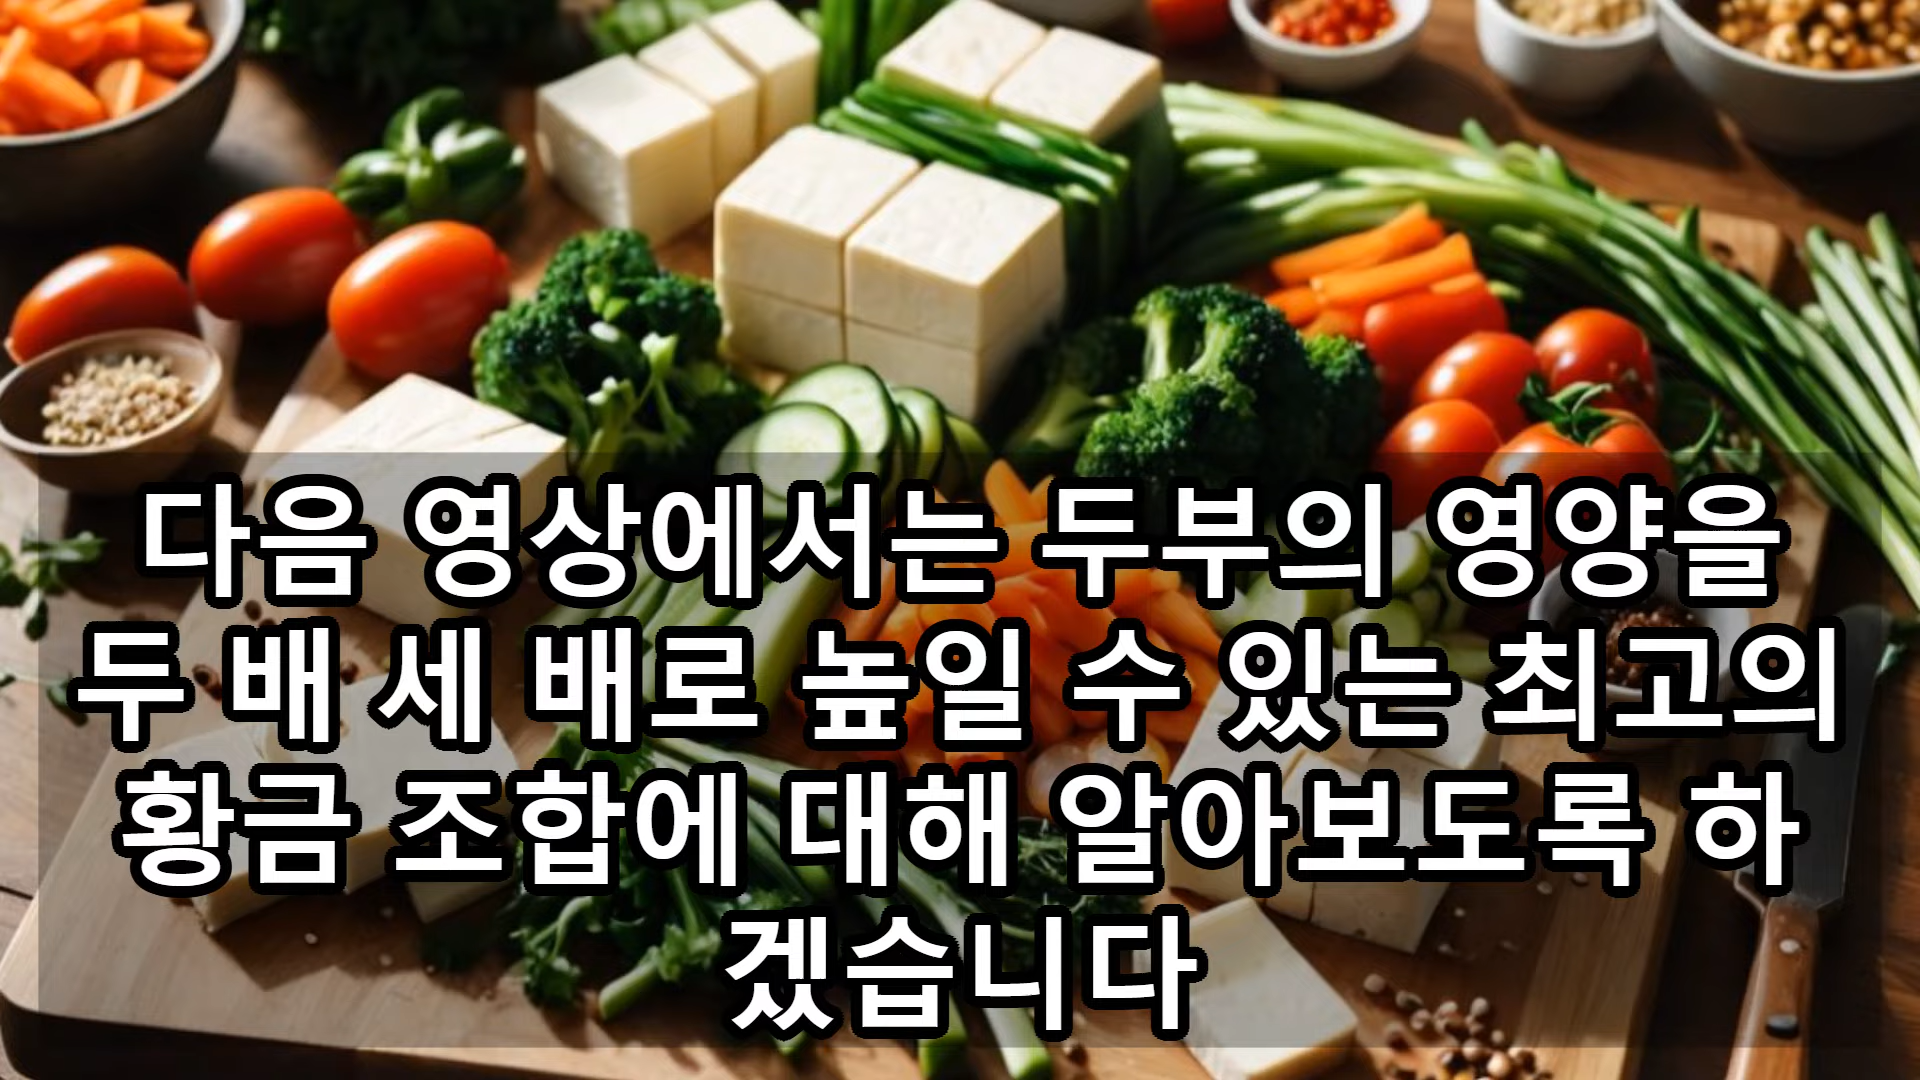 다음 영상에서는 두부의 영양을
두 배 세 배로 높일 수 있는 최고의
황금 조합에 대해 알아보도록 하
겠습니다